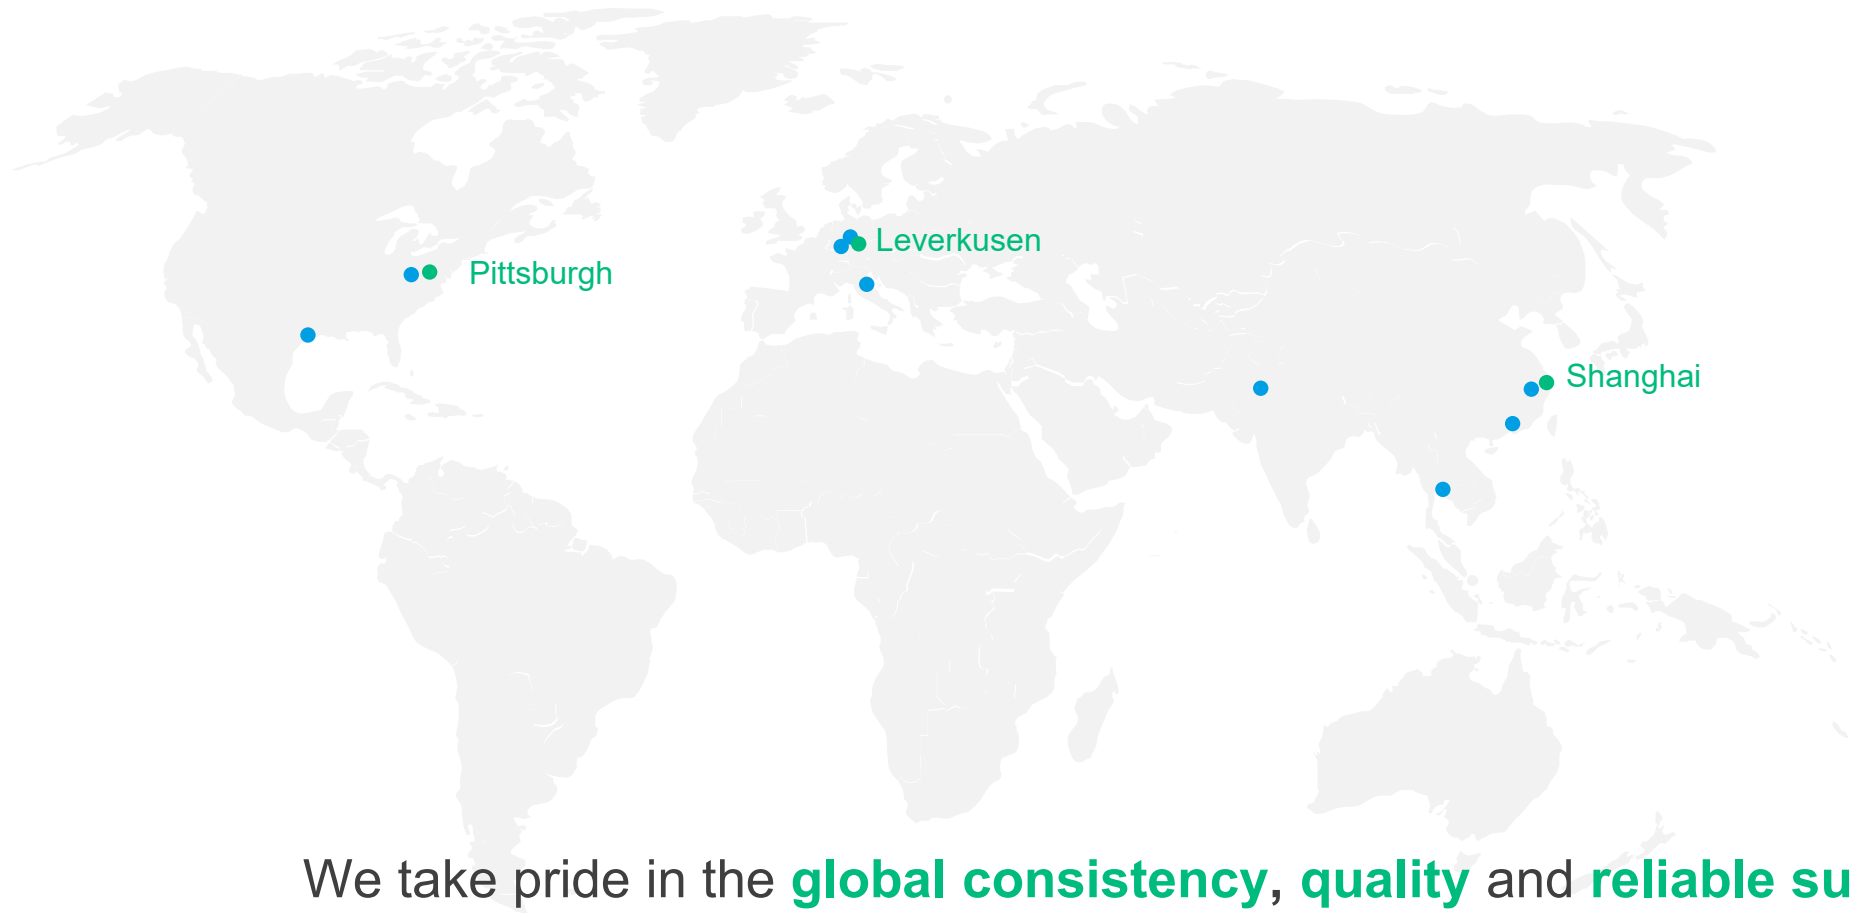 Leverkusen
Pittsburgh
Shanghai
We take pride in the global consistency, quality and reliable su